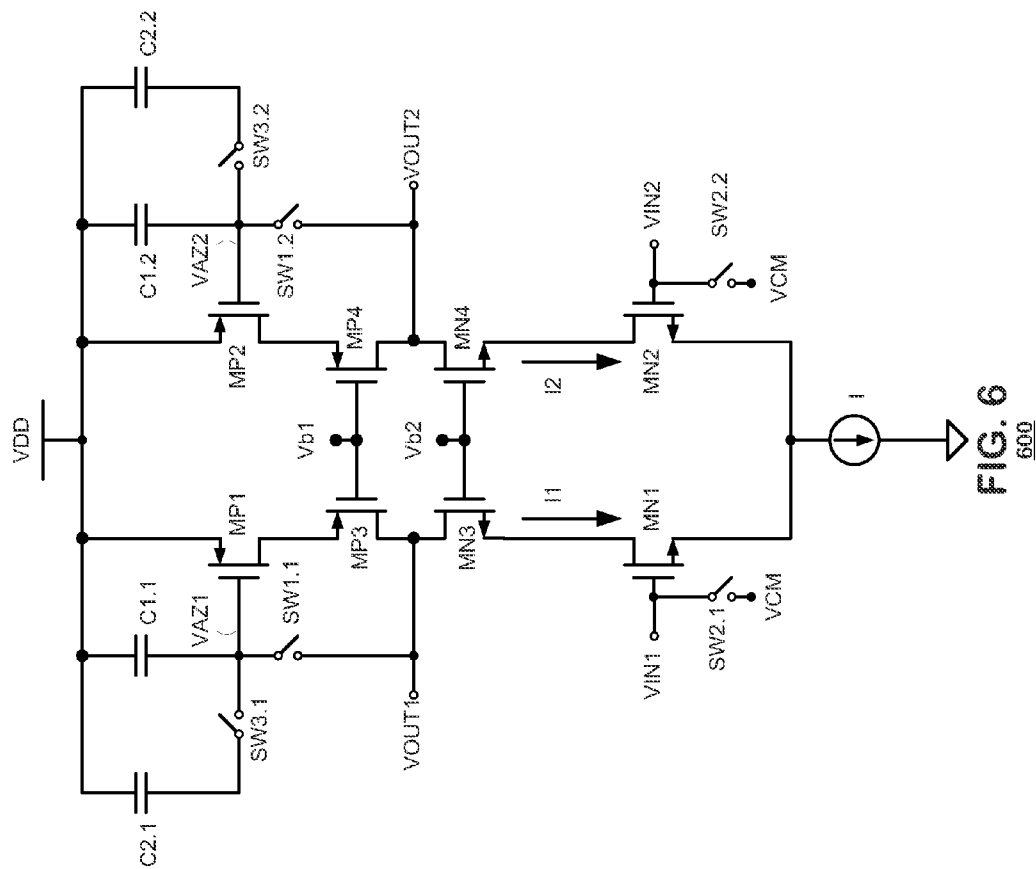 VDD
C2.1
C1.1
C1.2
C2.2
SW3.1
VAZ1
MP1
MP2
VAZ2
SW3.2
SW1.1
SW1.2
MP3
Vb1
MP4
VOUT1
VOUT2
MN3
Vb2
MN4
I1
I2
VIN1
MN1
MN2
VIN2
SW2.1
SW2.2
VCM
VCM
I
FIG. 6
600